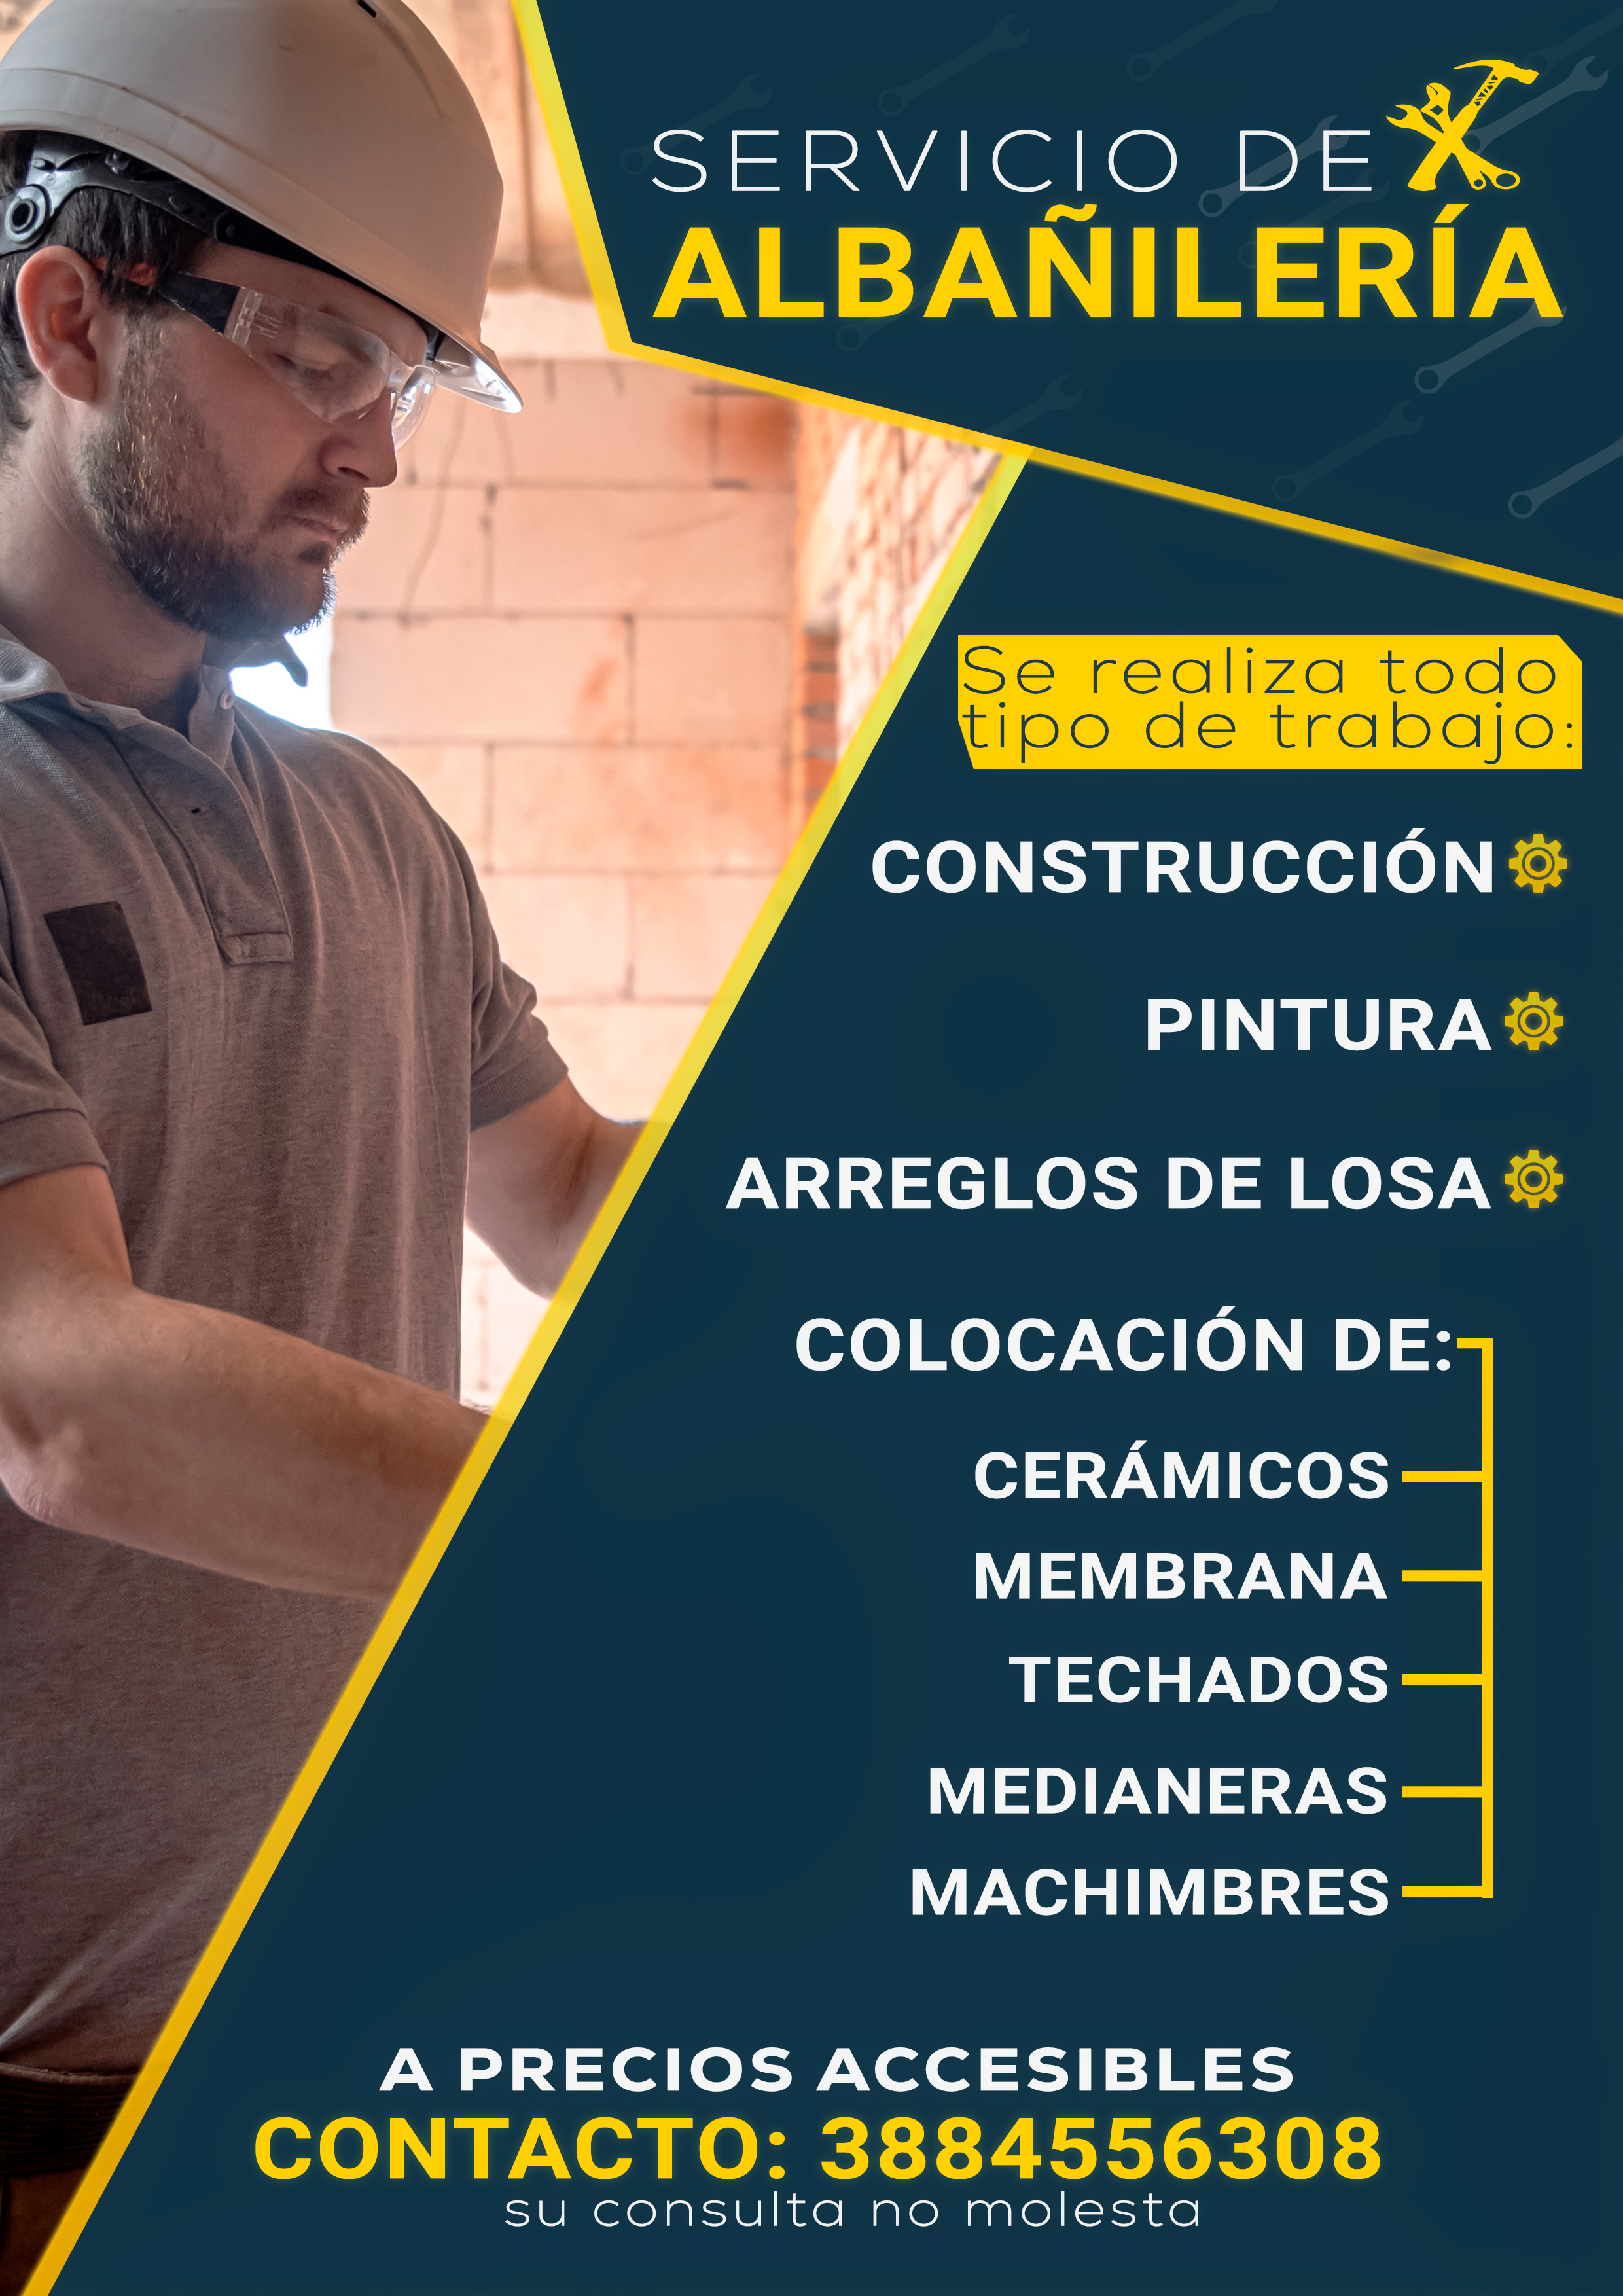 SERVICIO DE
ALBAÑILERÍA
Se realiza todo
tipo de trabajo:
CONSTRUCCIÓN
PINTURA
ARREGLOS DE LOSA
COLOCACIÓN DE:
CERÁMICOS
MEMBRANA
TECHADOS
MEDIANERAS
MACHIMBRES
A PRECIOS ACCESIBLES
CONTACTO: 3884556308
su consulta no molesta